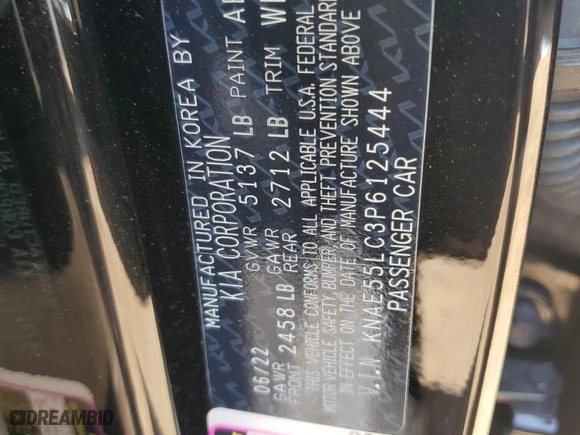 MANUFACTURED IN KOREA BY
KIA CORPORATION
06/22 GVWR 5137 LB PAINT
GAWR FRONT 2458 LB GAWR REAR 2712 LB TRIM
THIS VEHICLE CONFORMS TO ALL APPLICABLE U.S.A. FEDERAL
MOTOR VEHICLE SAFETY, BUMPER, AND THEFT PREVENTION STANDARDS
IN EFFECT ON THE DATE OF MANUFACTURE SHOWN ABOVE
V.I.N KNAE55LC3P6125444
PASSENGER CAR
DREAMBID